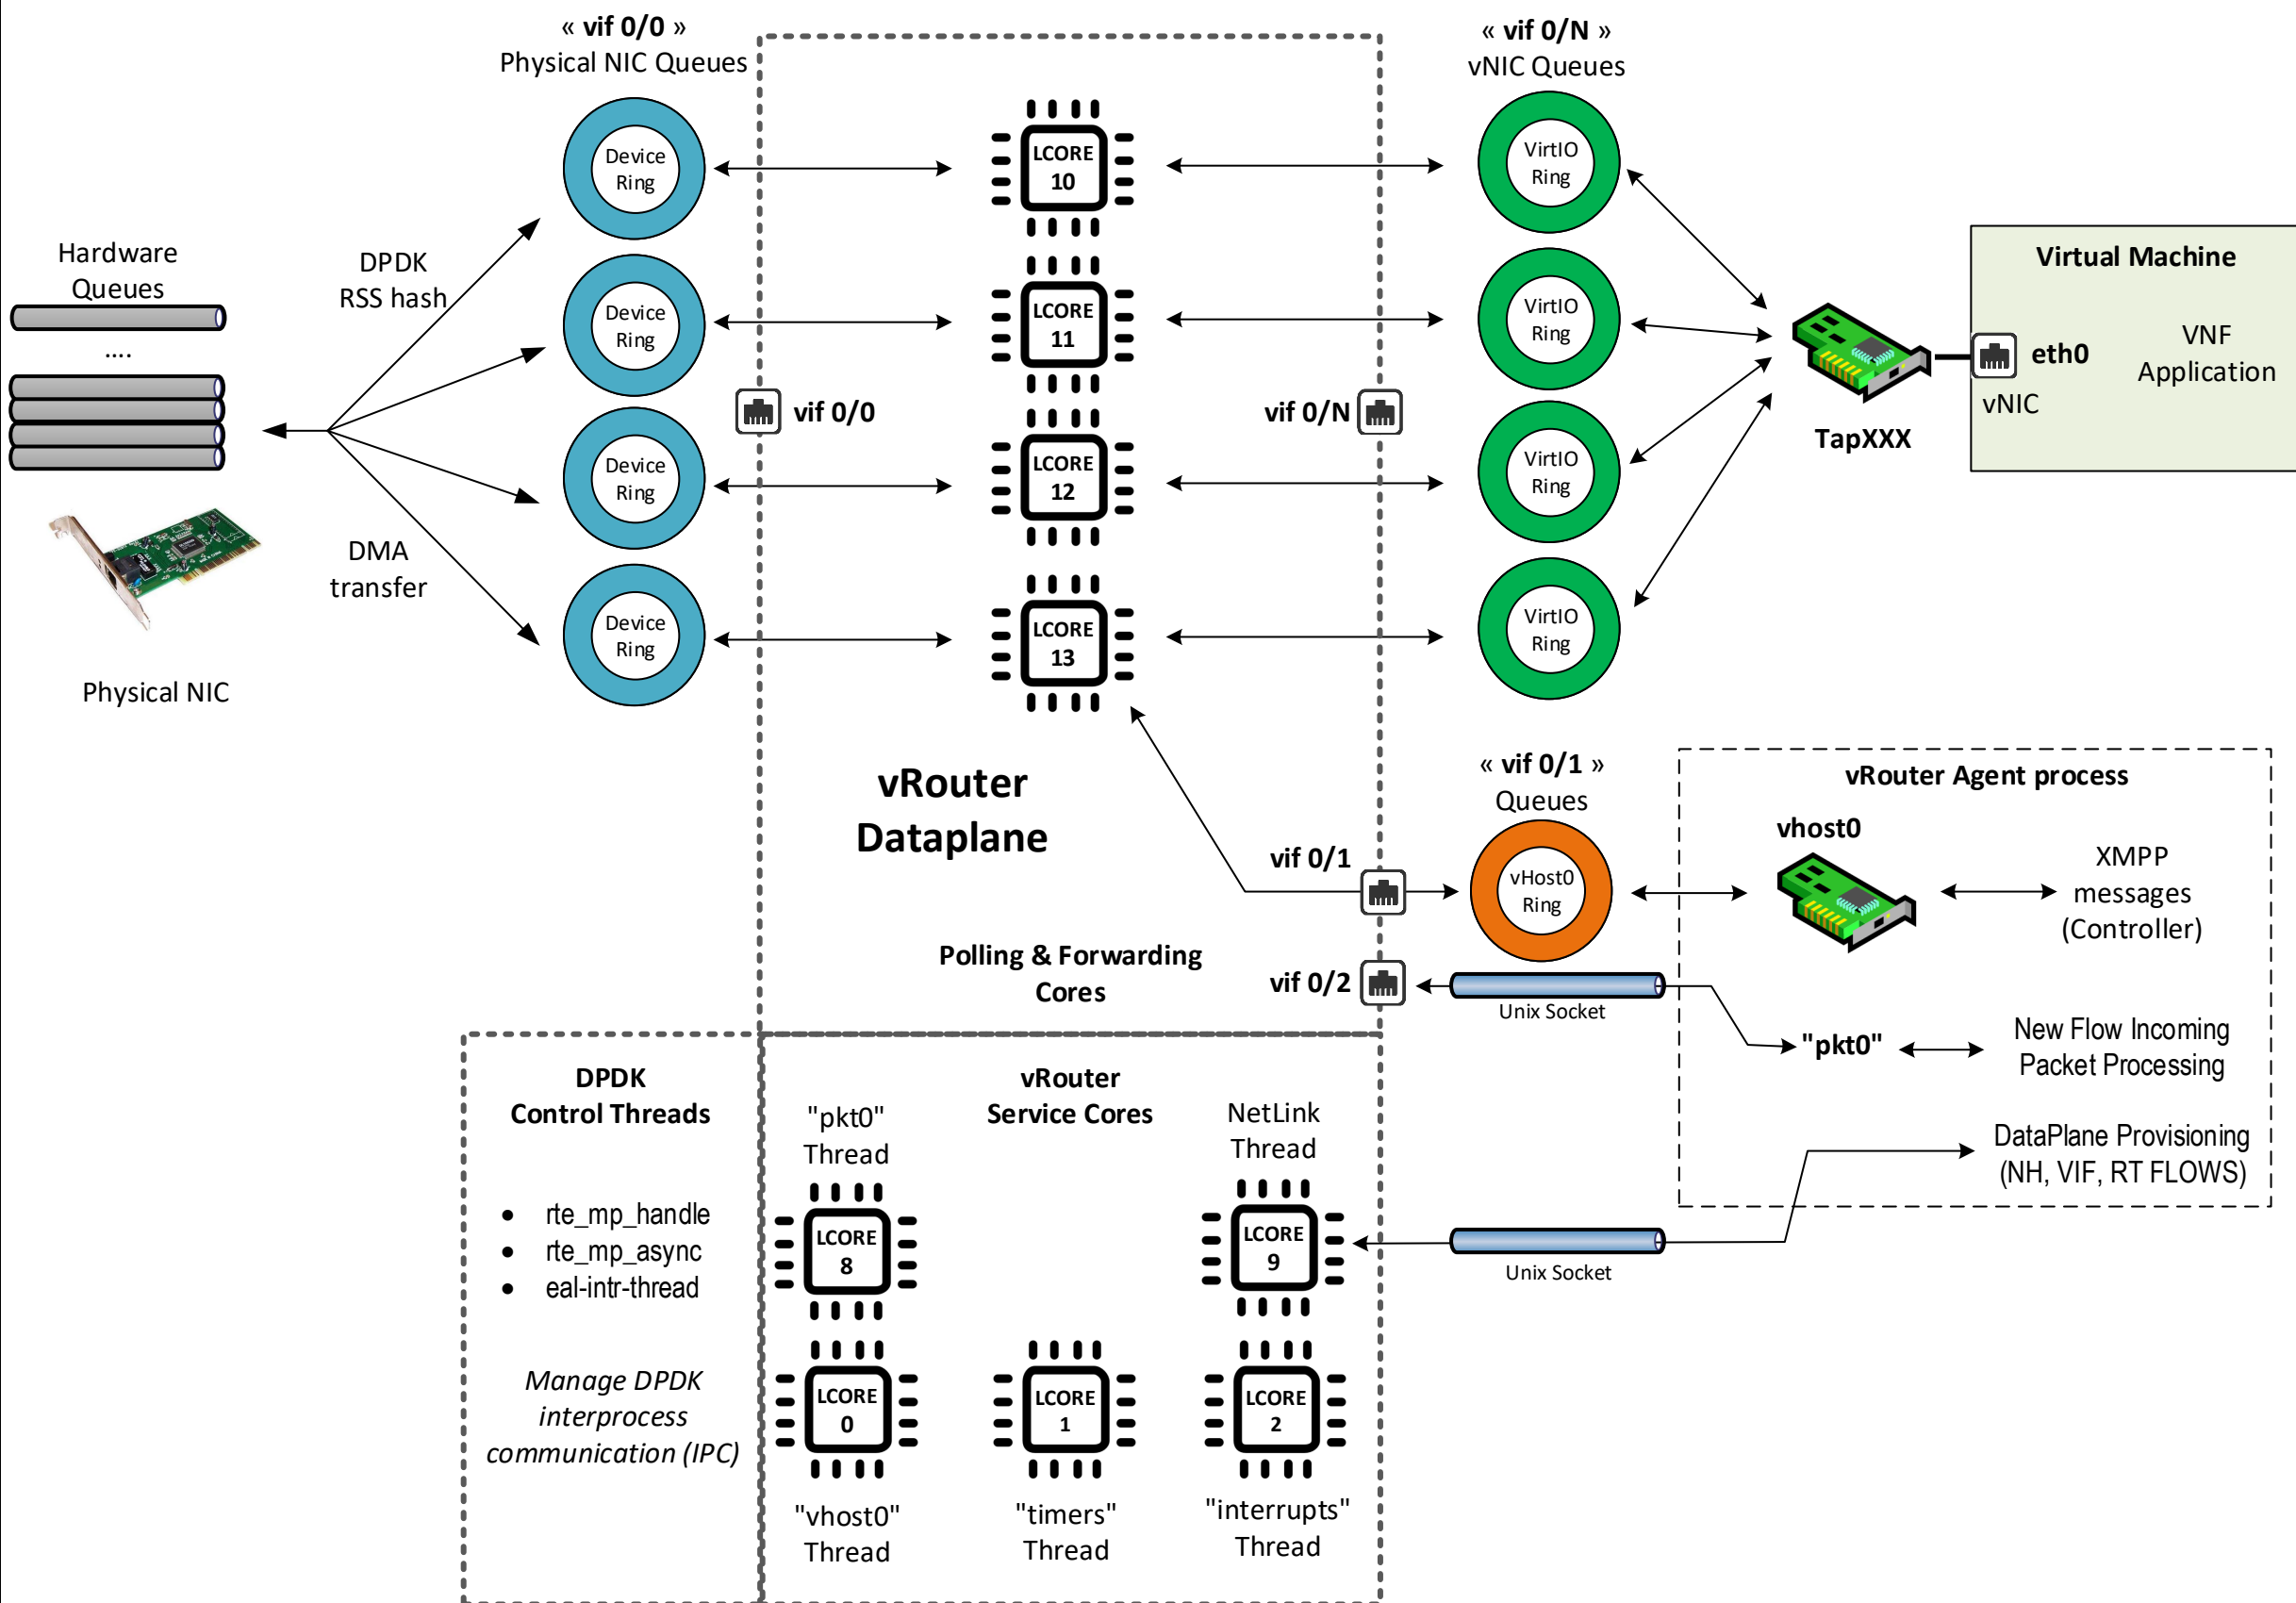 « vif 0/0 »
Physical NIC Queues
« vif 0/N »
vNIC Queues
Device
Ring
LCORE
10
VirtIO
Ring
Hardware
Queues
....
DPDK
RSS hash
Device
Ring
LCORE
11
VirtIO
Ring
Virtual Machine
eth0
vNIC
VNF
Application
TapXXX
vif 0/0
vif 0/N
Device
Ring
LCORE
12
VirtIO
Ring
DMA
transfer
Device
Ring
LCORE
13
VirtIO
Ring
Physical NIC
vRouter
Dataplane
« vif 0/1 »
Queues
vRouter Agent process
vhost0
vif 0/1
vHost0
Ring
XMPP
messages
(Controller)
Polling & Forwarding
Cores
vif 0/2
Unix Socket
"pkt0"
New Flow Incoming
Packet Processing
DPDK
Control Threads
• rte_mp_handle
• rte_mp_async
• eal-intr-thread
Manage DPDK
interprocess
communication (IPC)
"pkt0"
Thread
vRouter
Service Cores
NetLink
Thread
DataPlane Provisioning
(NH, VIF, RT FLOWS)
LCORE
8
LCORE
9
Unix Socket
LCORE
0
LCORE
1
LCORE
2
"vhost0"
Thread
"timers"
Thread
"interrupts"
Thread